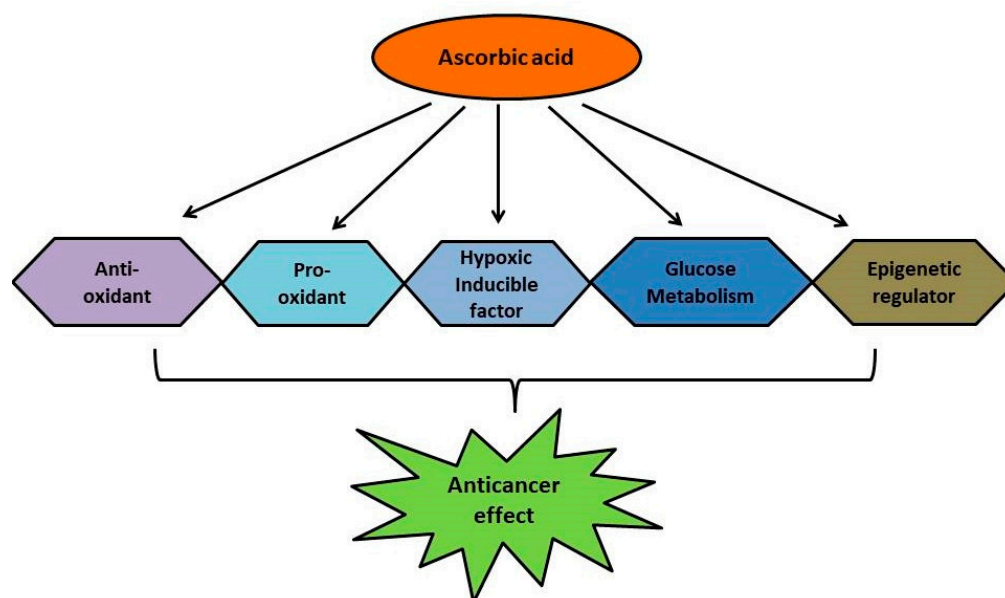 Ascorbic acid
Anti-
oxidant
Pro-
oxidant
Hypoxic
Inducible
factor
Glucose
Metabolism
Epigenetic
regulator
Anticancer
effect